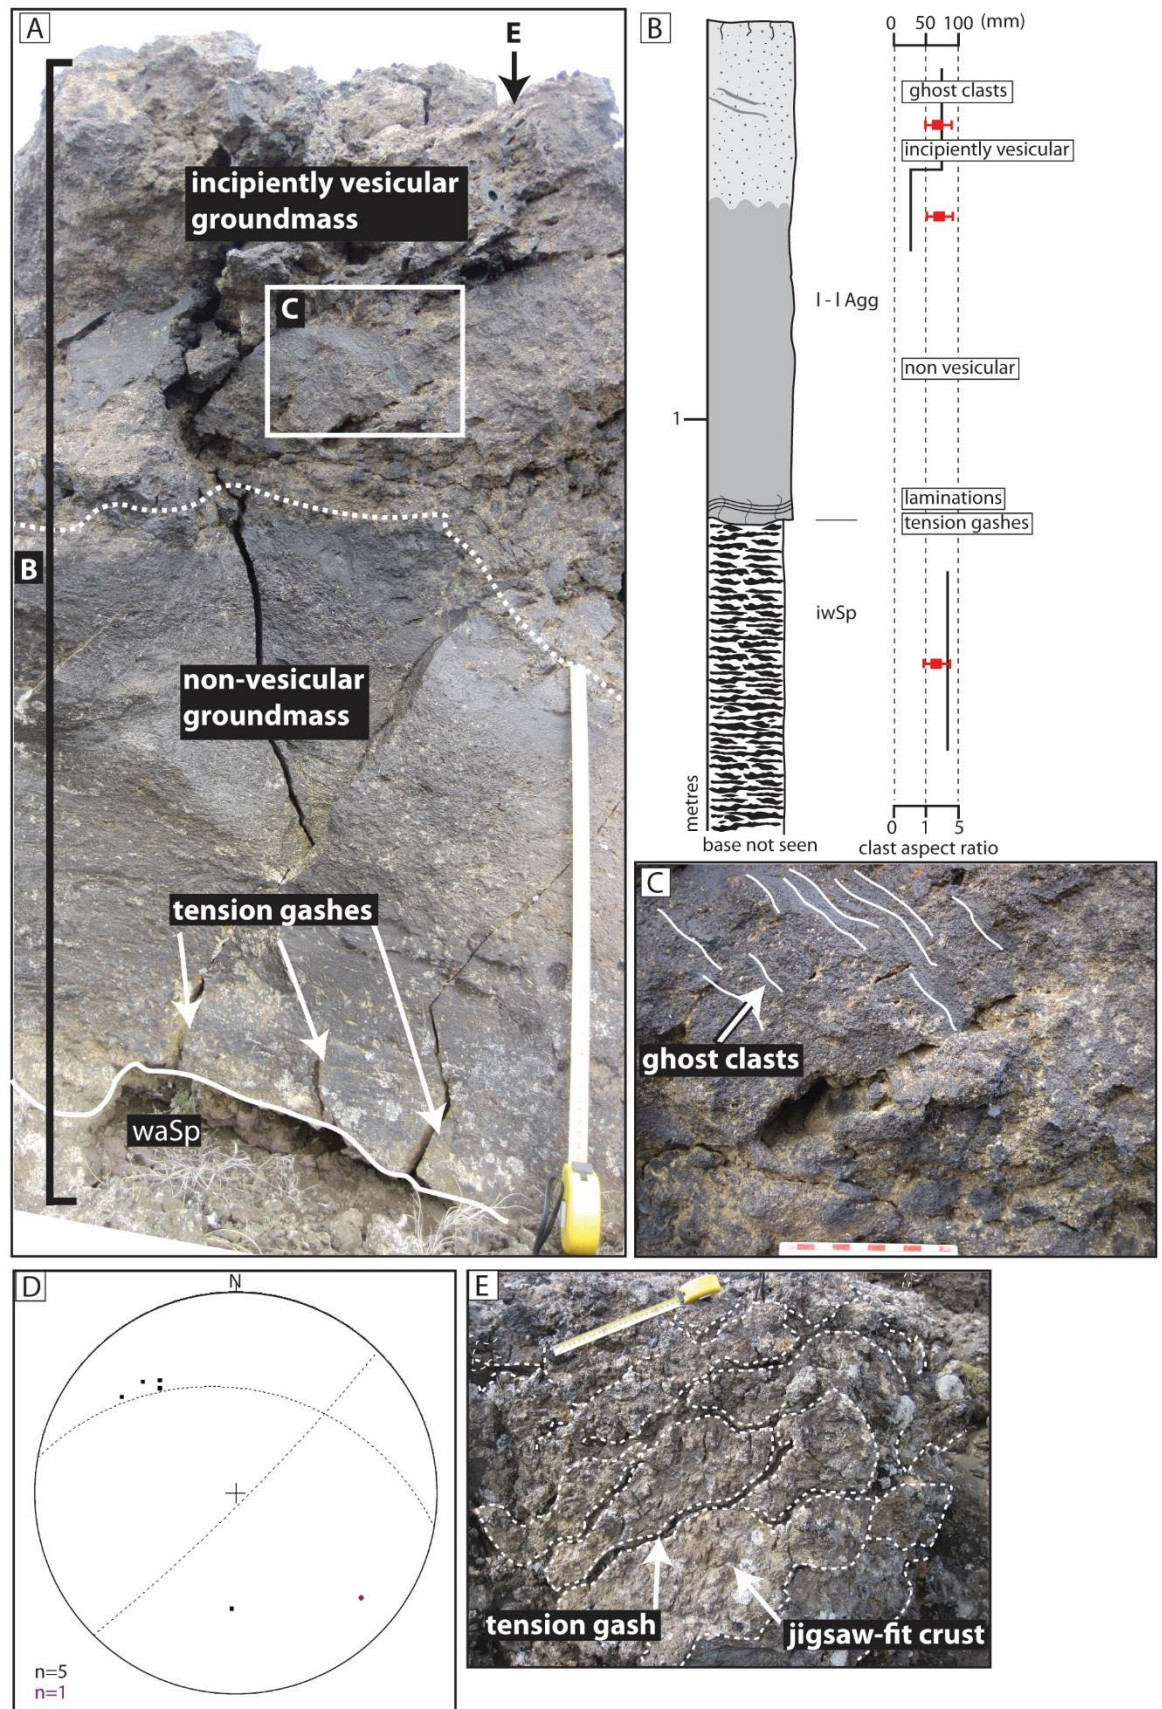 A
E
incipiently vesicular
groundmass
C
B
non-vesicular
groundmass
tension gashes
waSp
B
0 50 100 (mm)
ghost clasts
incipiently vesicular
l - l Agg
non vesicular
1
laminations
tension gashes
iwSp
metres
base not seen
0 1 5
clast aspect ratio
C
ghost clasts
D
N
n=5
n=1
E
tension gash
jigsaw-fit crust